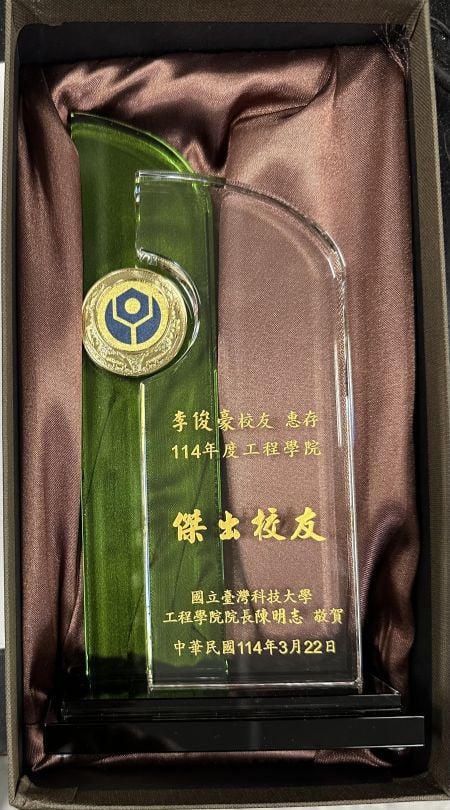 李俊豪校友 惠存
114年度工程學院
傑出校友
國立臺灣科技大學
工程學院院長陳明志 敬賀
中華民國114年3月22日